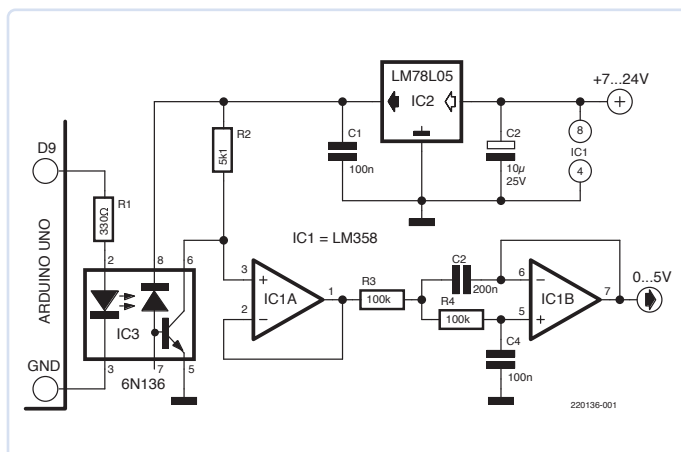 LM78L05
IC2
+7...24V
D9
R2
5k1
C1
100n
C2
10µ
25V
8
IC1
4
R1
330Ω
IC1 = LM358
ARDUINO UNO
2
8
6
3
IC1A
1
2
R3
100k
C2
200n
R4
100k
6
IC1B
7
5
0...5V
IC3
C4
100n
GND
3
7
5
6N136
220136-001